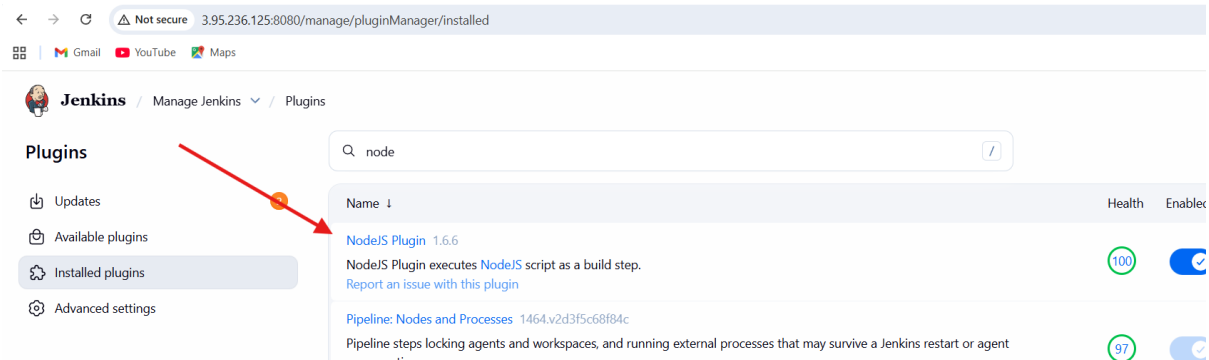 Not secure 3.95.236.125:8080/manage/pluginManager/installed
Gmail YouTube Maps
Jenkins / Manage Jenkins / Plugins
Plugins
node /
Updates
Available plugins
Installed plugins
Advanced settings
Name ↓ Health Enabled
NodeJS Plugin 1.6.6
NodeJS Plugin executes NodeJS script as a build step.
Report an issue with this plugin
100
Pipeline: Nodes and Processes 1464.v2d3f5c68f84c
Pipeline steps locking agents and workspaces, and running external processes that may survive a Jenkins restart or agent
97